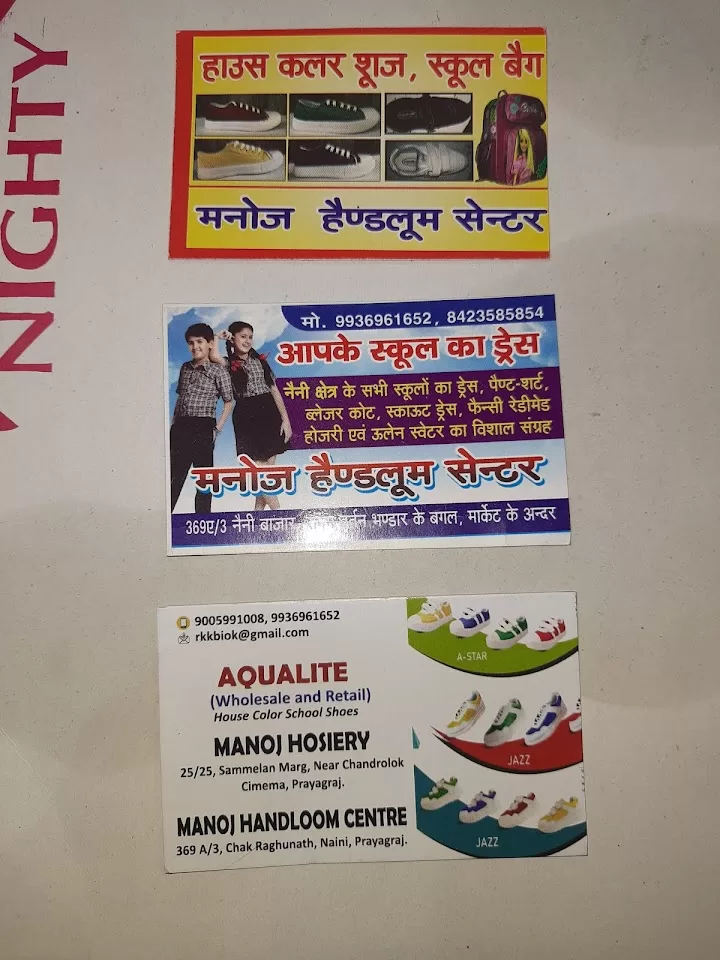 NIGHTY
हाउस कलर शूज, स्कूल बैग
मनोज हैण्डलूम सेन्टर
मो. 9936961652, 8423585854
आपके स्कूल का ड्रेस
नैनी क्षेत्र के सभी स्कूलों का ड्रेस, पैण्ट-शर्ट,
ब्लेजर कोट, स्काऊट ड्रेस, फैन्सी रेडीमेड
होजरी एवं ऊलेन स्वेटर का विशाल संग्रह
मनोज हैण्डलूम सेन्टर
369ए/3 नैनी बाजार बर्तन भण्डार के बगल, मार्केट के अन्दर
9005991008, 9936961652
rkkbiok@gmail.com
AQUALITE
(Wholesale and Retail)
House Color School Shoes
MANOJ HOSIERY
25/25, Sammelan Marg, Near Chandrolok
Cimema, Prayagraj.
MANOJ HANDLOOM CENTRE
369 A/3, Chak Raghunath, Naini, Prayagraj.
A-STAR
JAZZ
JAZZ